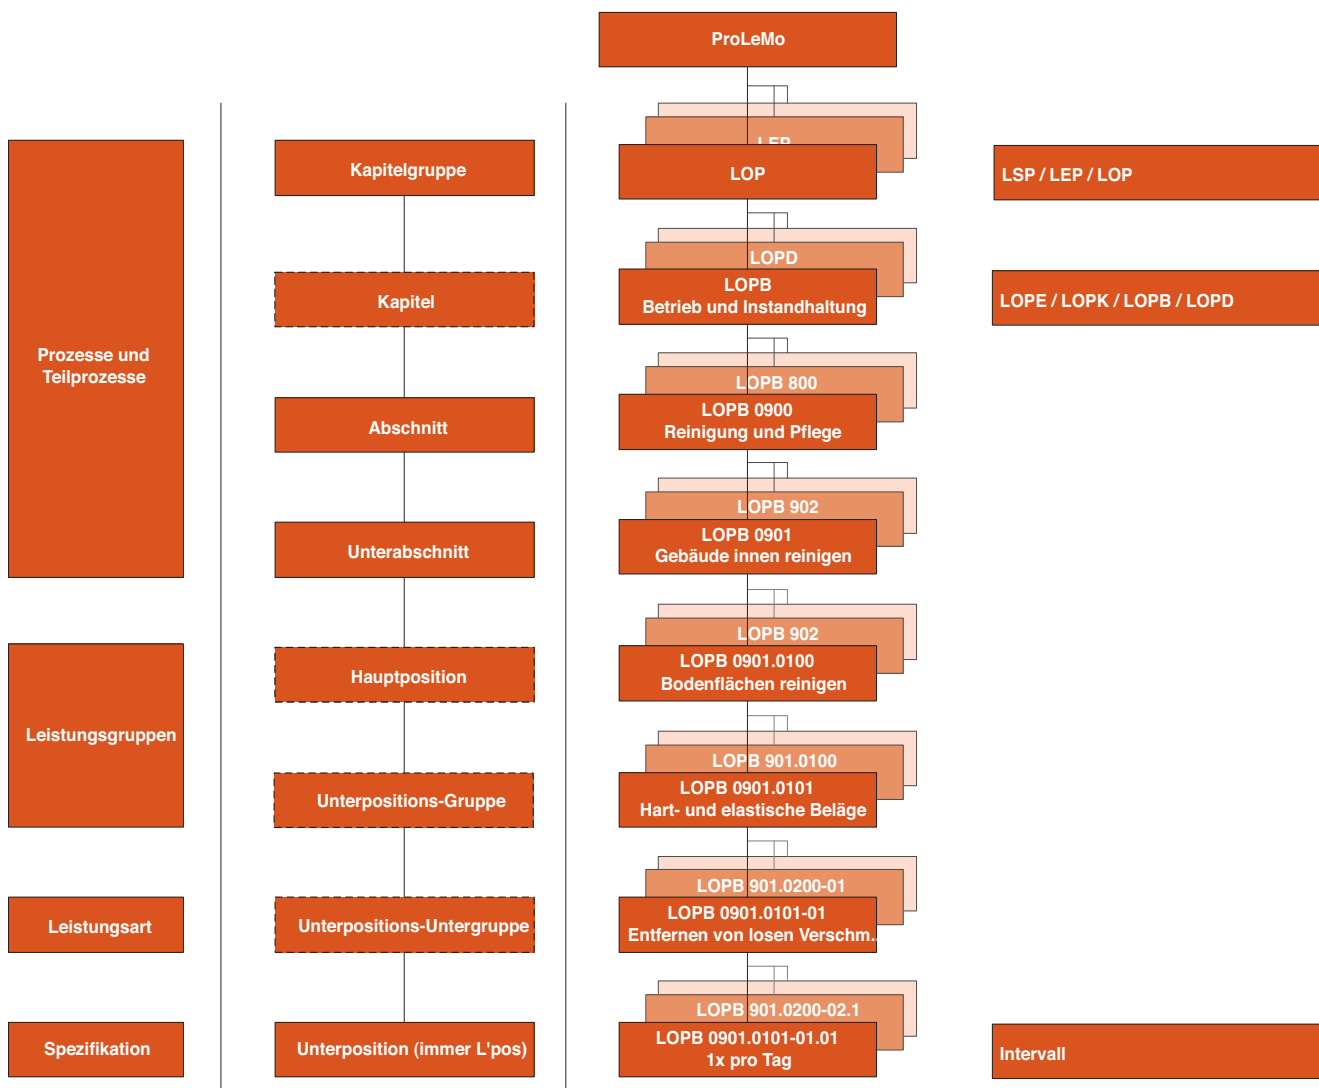 ProLeMo
Prozesse und
Teilprozesse
Leistungsgruppen
Leistungsart
Spezifikation
Kapitelgruppe
Kapitel
Abschnitt
Unterabschnitt
Hauptposition
Unterpositions-Gruppe
Unterpositions-Untergruppe
Unterposition (immer L'pos)
LEP
LOP
LOPD
LOPB
Betrieb und Instandhaltung
LOPB 800
LOPB 0900
Reinigung und Pflege
LOPB 902
LOPB 0901
Gebäude innen reinigen
LOPB 902
LOPB 0901.0100
Bodenflächen reinigen
LOPB 901.0100
LOPB 0901.0101
Hart- und elastische Beläge
LOPB 901.0200-01
LOPB 0901.0101-01
Entfernen von losen Verschm..
LOPB 901.0200-02.1
LOPB 0901.0101-01.01
1x pro Tag
LSP / LEP / LOP
LOPE / LOPK / LOPB / LOPD
Intervall